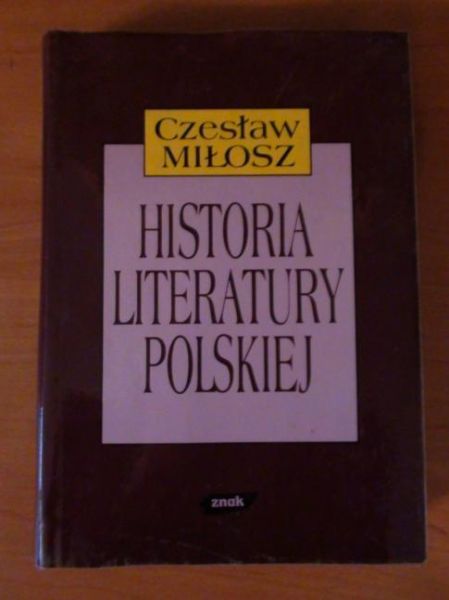 Czesław
MIŁOSZ
HISTORIA
LITERATURY
POLSKIEJ
znak